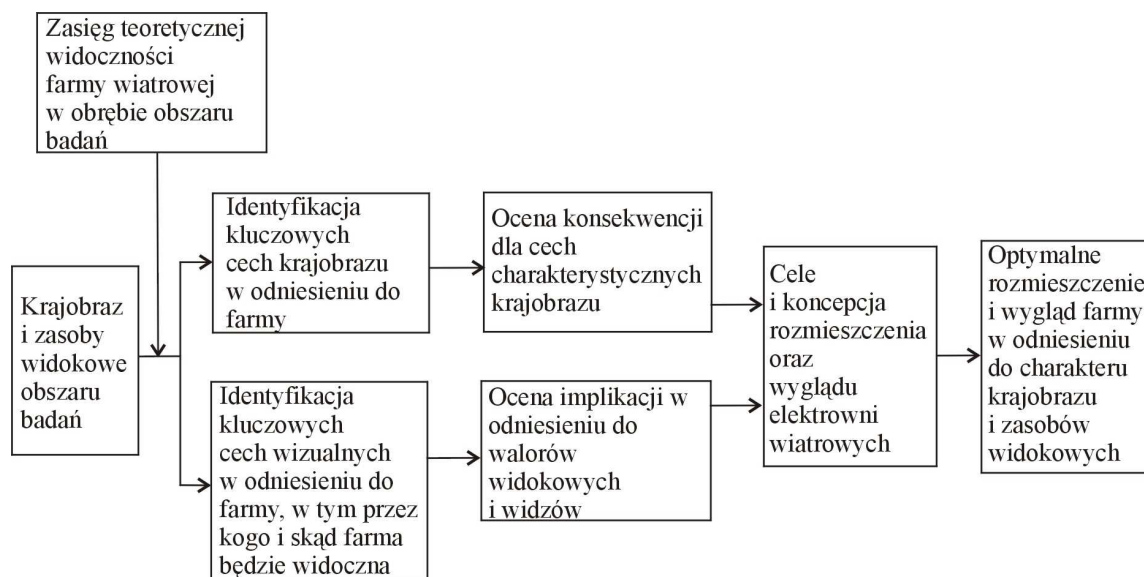 Zasięg teoretycznej
widoczności
farmy wiatrowej
w obrębie obszaru
badań
Krajobraz
i zasoby
widokowe
obszaru
badań
Identyfikacja
kluczowych
cech krajobrazu
w odniesieniu do
farmy
Identyfikacja
kluczowych
cech wizualnych
w odniesieniu do
farmy, w tym przez
kogo i skąd farma
będzie widoczna
Ocena konsekwencji
dla cech
charakterystycznych
krajobrazu
Ocena implikacji w
odniesieniu do
walorów
widokowych
i widzów
Cele
i koncepcja
rozmieszczenia
oraz
wyglądu
elektrowni
wiatrowych
Optymalne
rozmieszczenie
i wygląd farmy
w odniesieniu
do charakteru
krajobrazu
i zasobów
widokowych